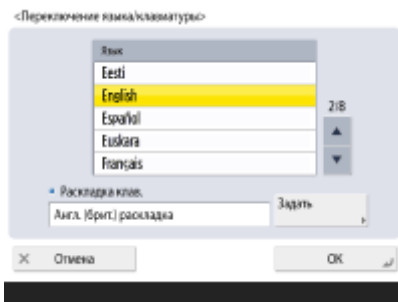 <Переключение языка/клавиатуры>
Язык
Eesti
English
Español
Euskara
Français
2/8
Раскладка клав.
Англ. (брит.) раскладка
Задать
Отмена
OK